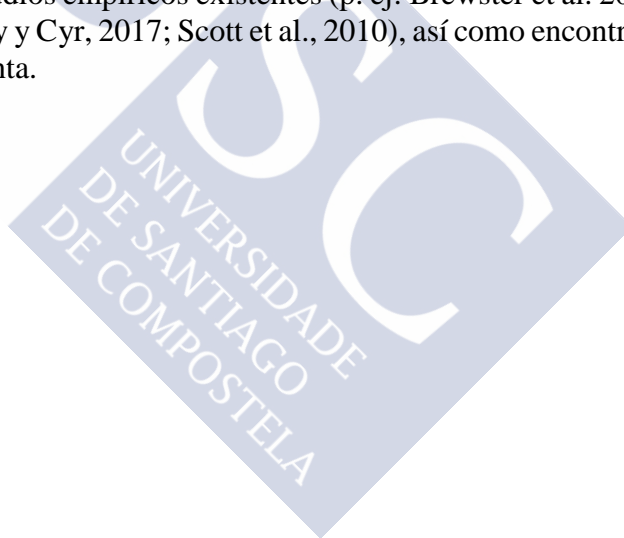 dios empíricos existentes (p. ej. Brewster et al. 20
y y Cyr, 2017; Scott et al., 2010), así como encontr
nta.
SC
UNIVERSIDADE
DE SANTIAGO
DE COMPOSTELA